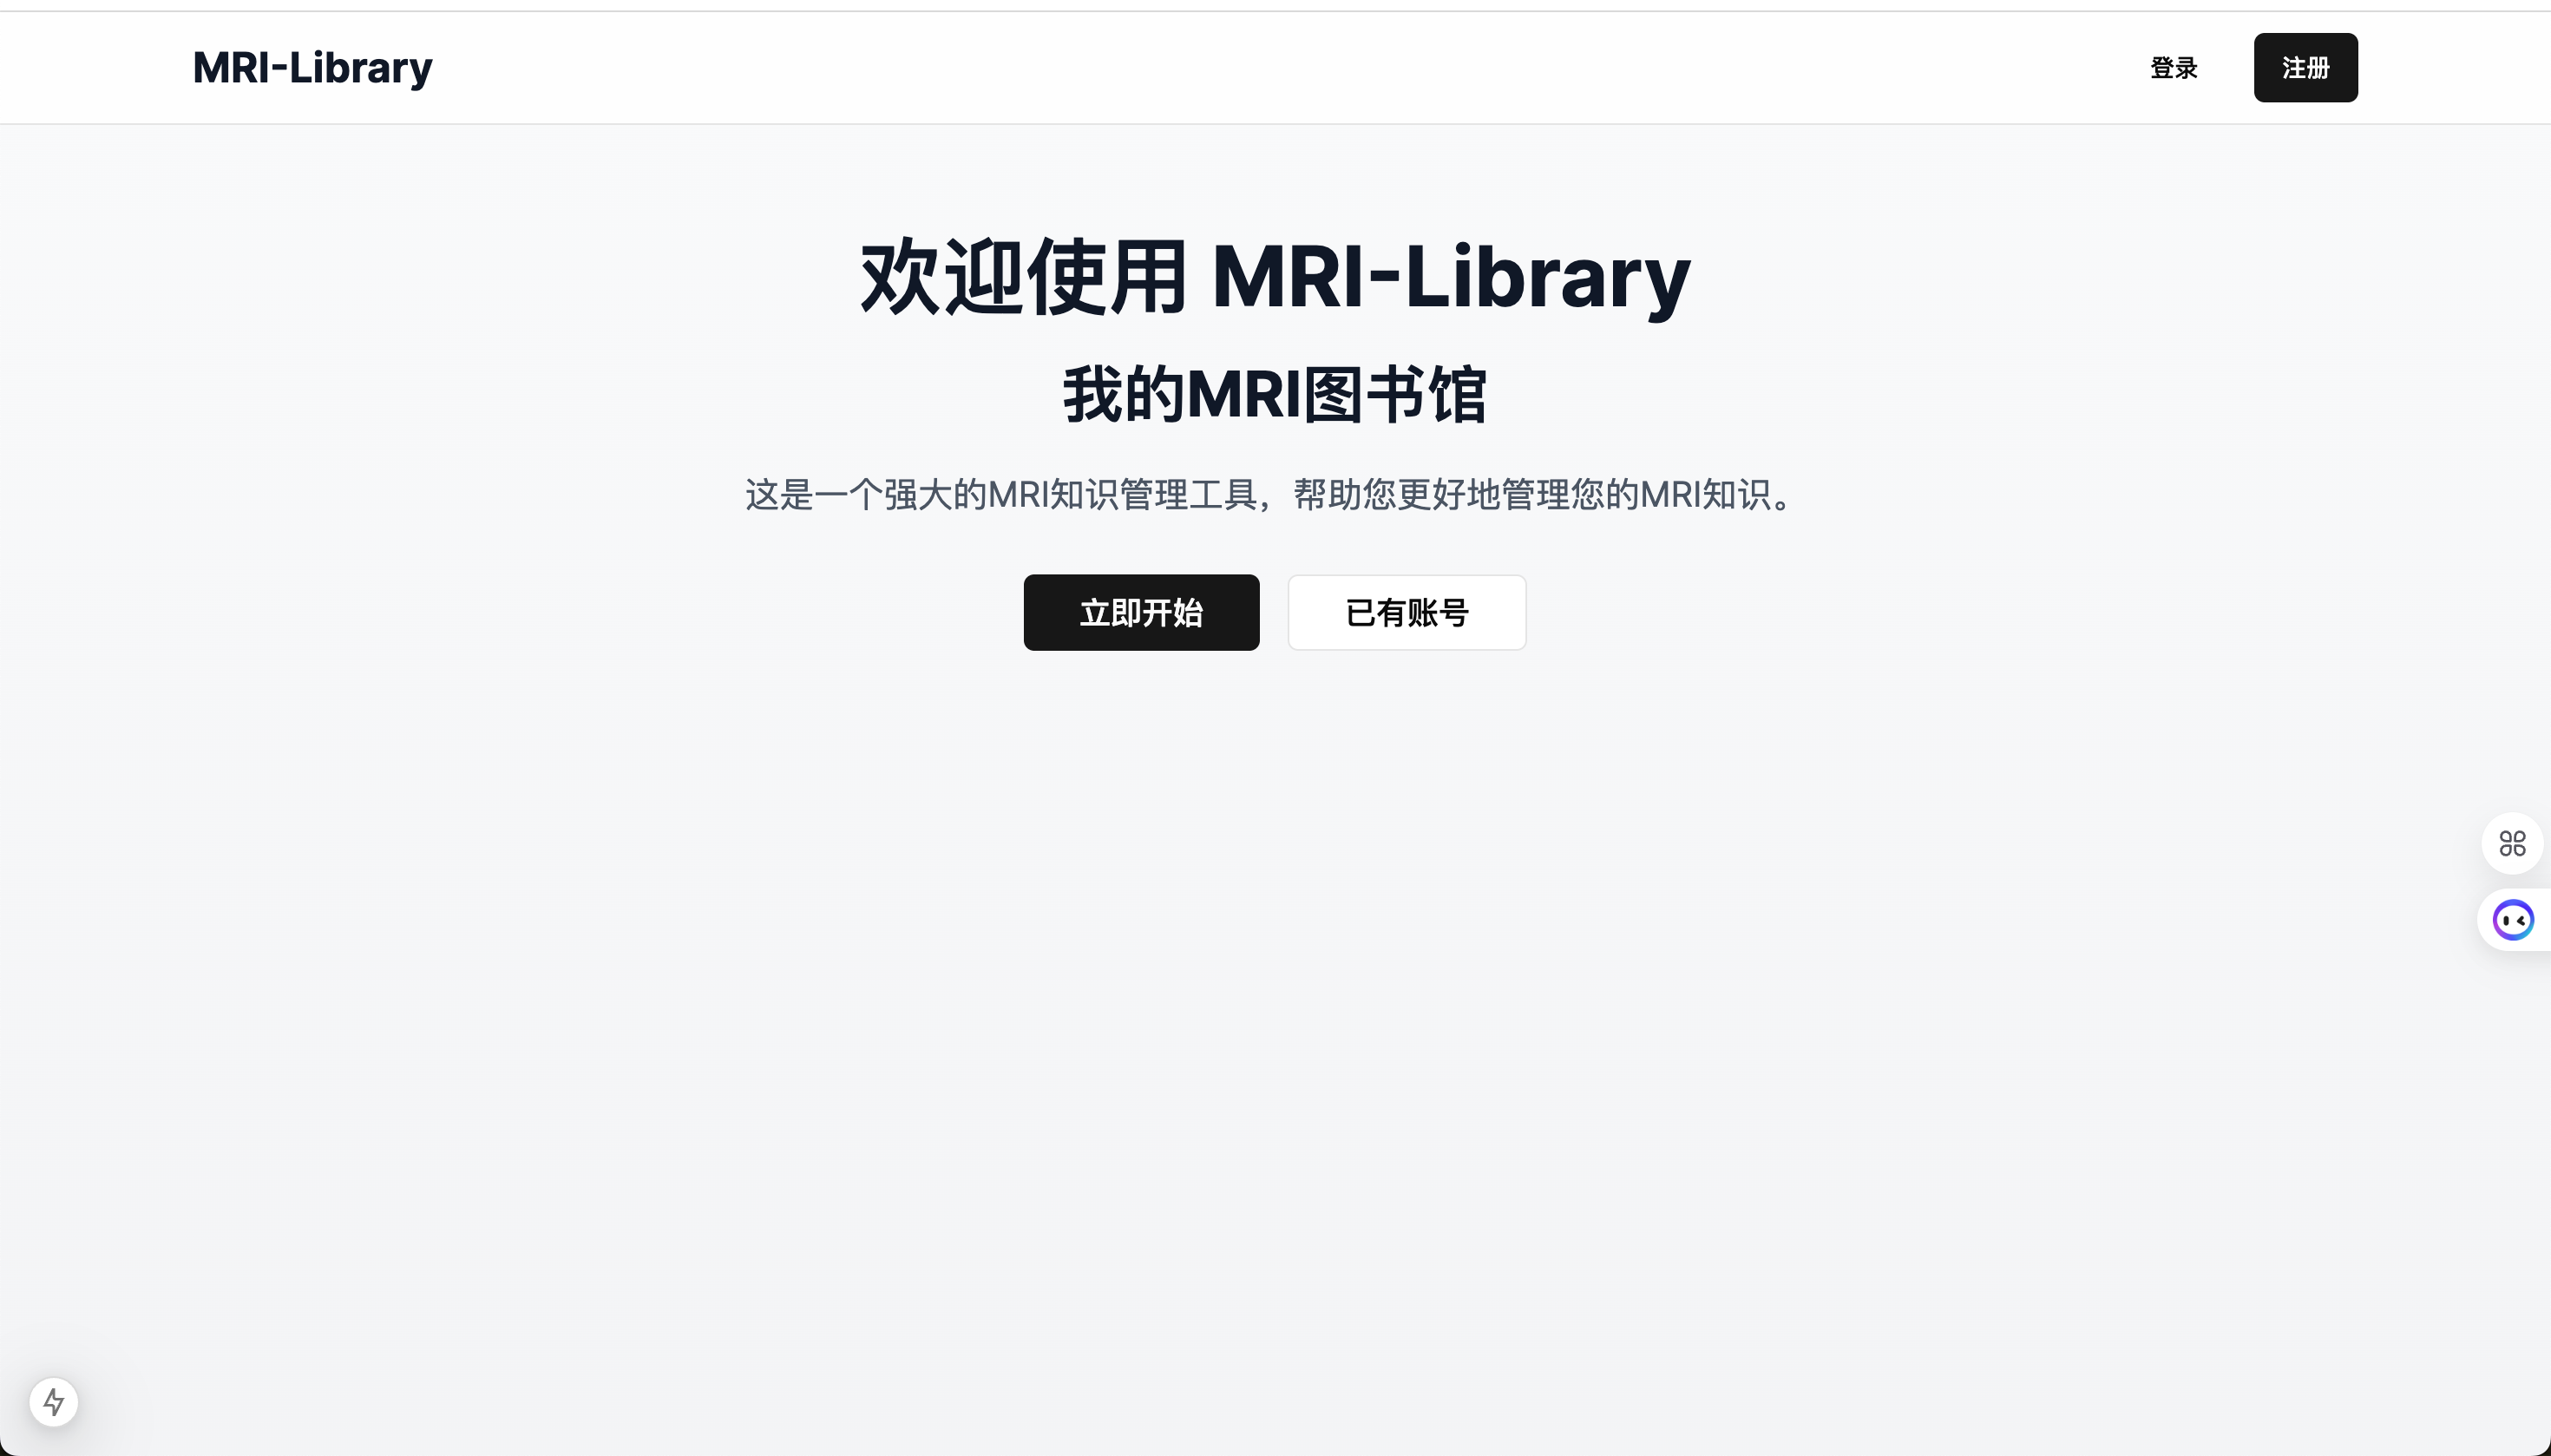 MRI-Library
登录
注册
欢迎使用 MRI-Library
我的MRI图书馆
这是一个强大的MRI知识管理工具，帮助您更好地管理您的MRI知识。
立即开始
已有账号